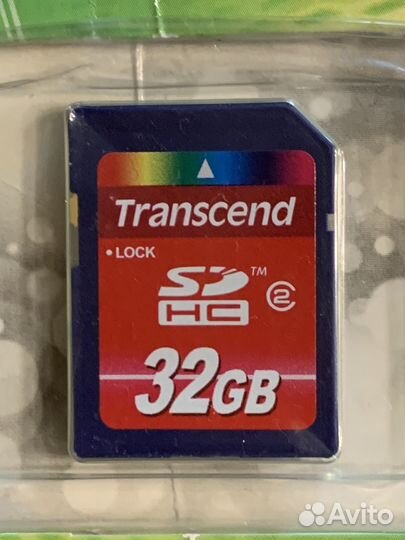 Transcend
• LOCK
SD HC ™ 2
32GB
Avito